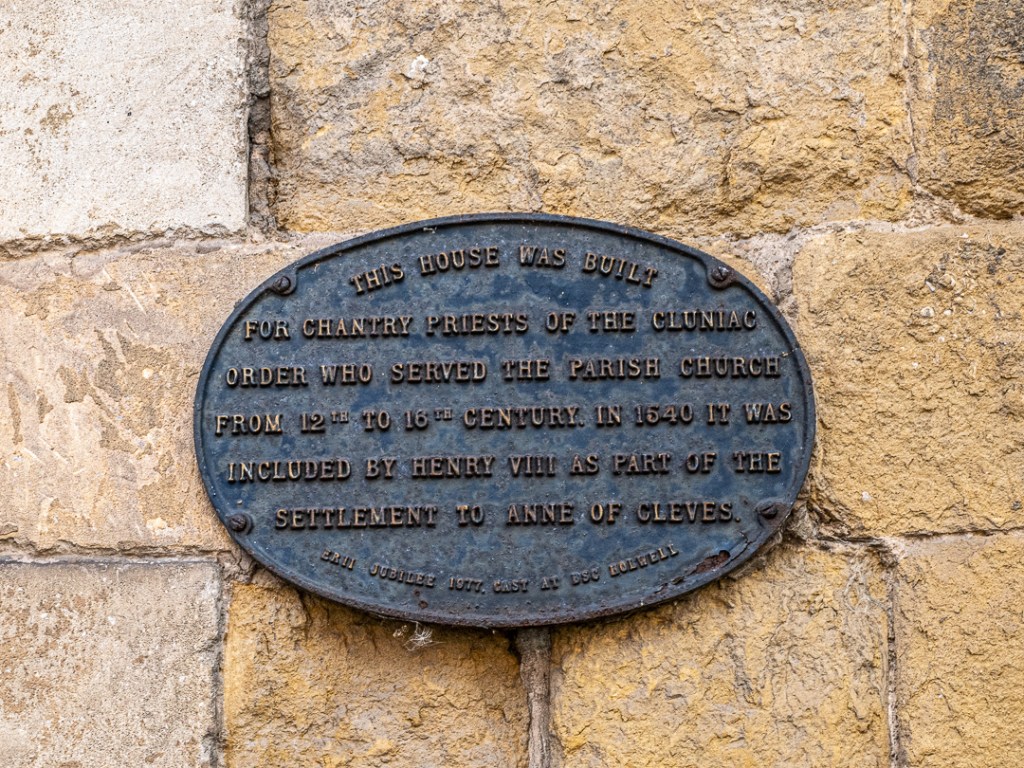 THIS HOUSE WAS BUILT
FOR CHANTRY PRIESTS OF THE CLUNIAC
ORDER WHO SERVED THE PARISH CHURCH
FROM 12TH TO 16TH CENTURY. IN 1540 IT WAS
INCLUDED BY HENRY VIII AS PART OF THE
SETTLEMENT TO ANNE OF CLEVES.
ERII JUBILEE 1977. CAST AT BSC HOLWELL